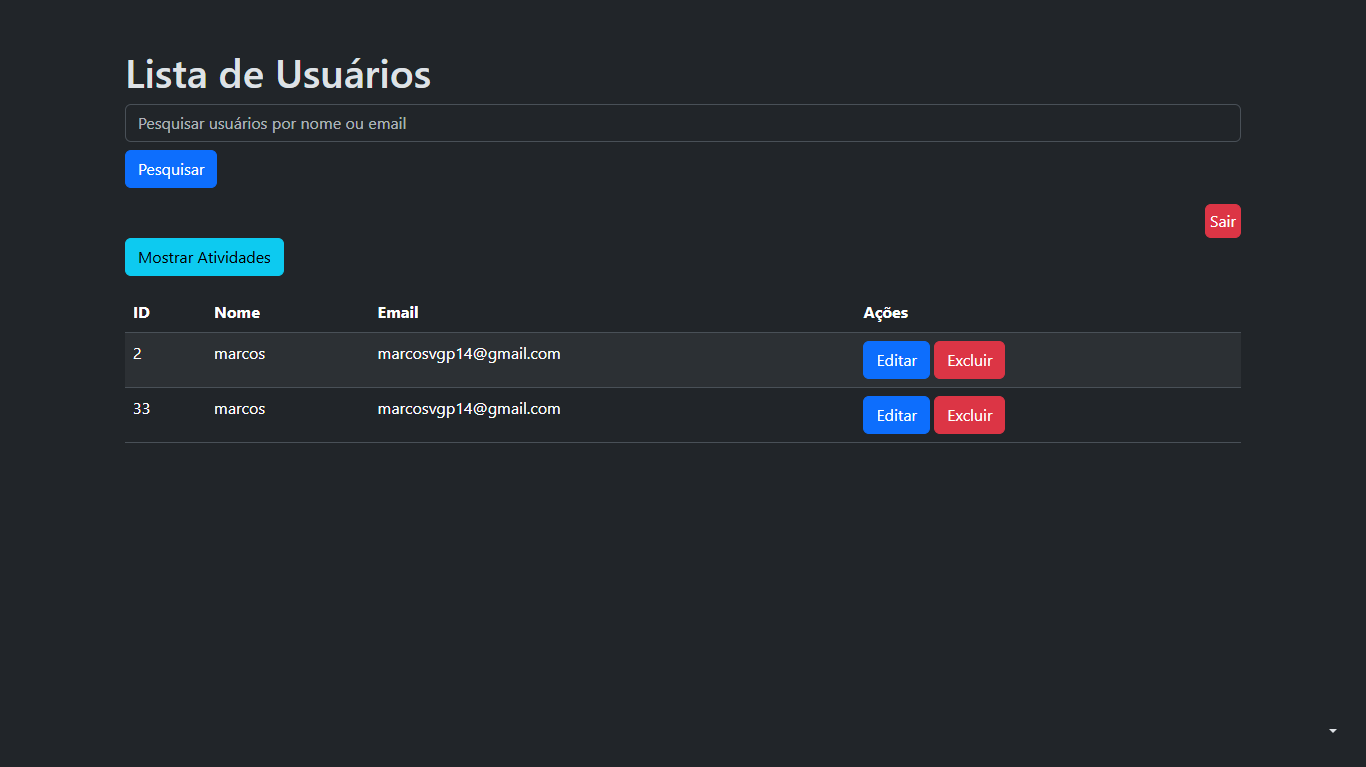 Lista de Usuários
Pesquisar usuários por nome ou email
Pesquisar
Sair
Mostrar Atividades
ID Nome Email Ações
2 marcos marcosvgp14@gmail.com Editar Excluir
33 marcos marcosvgp14@gmail.com Editar Excluir